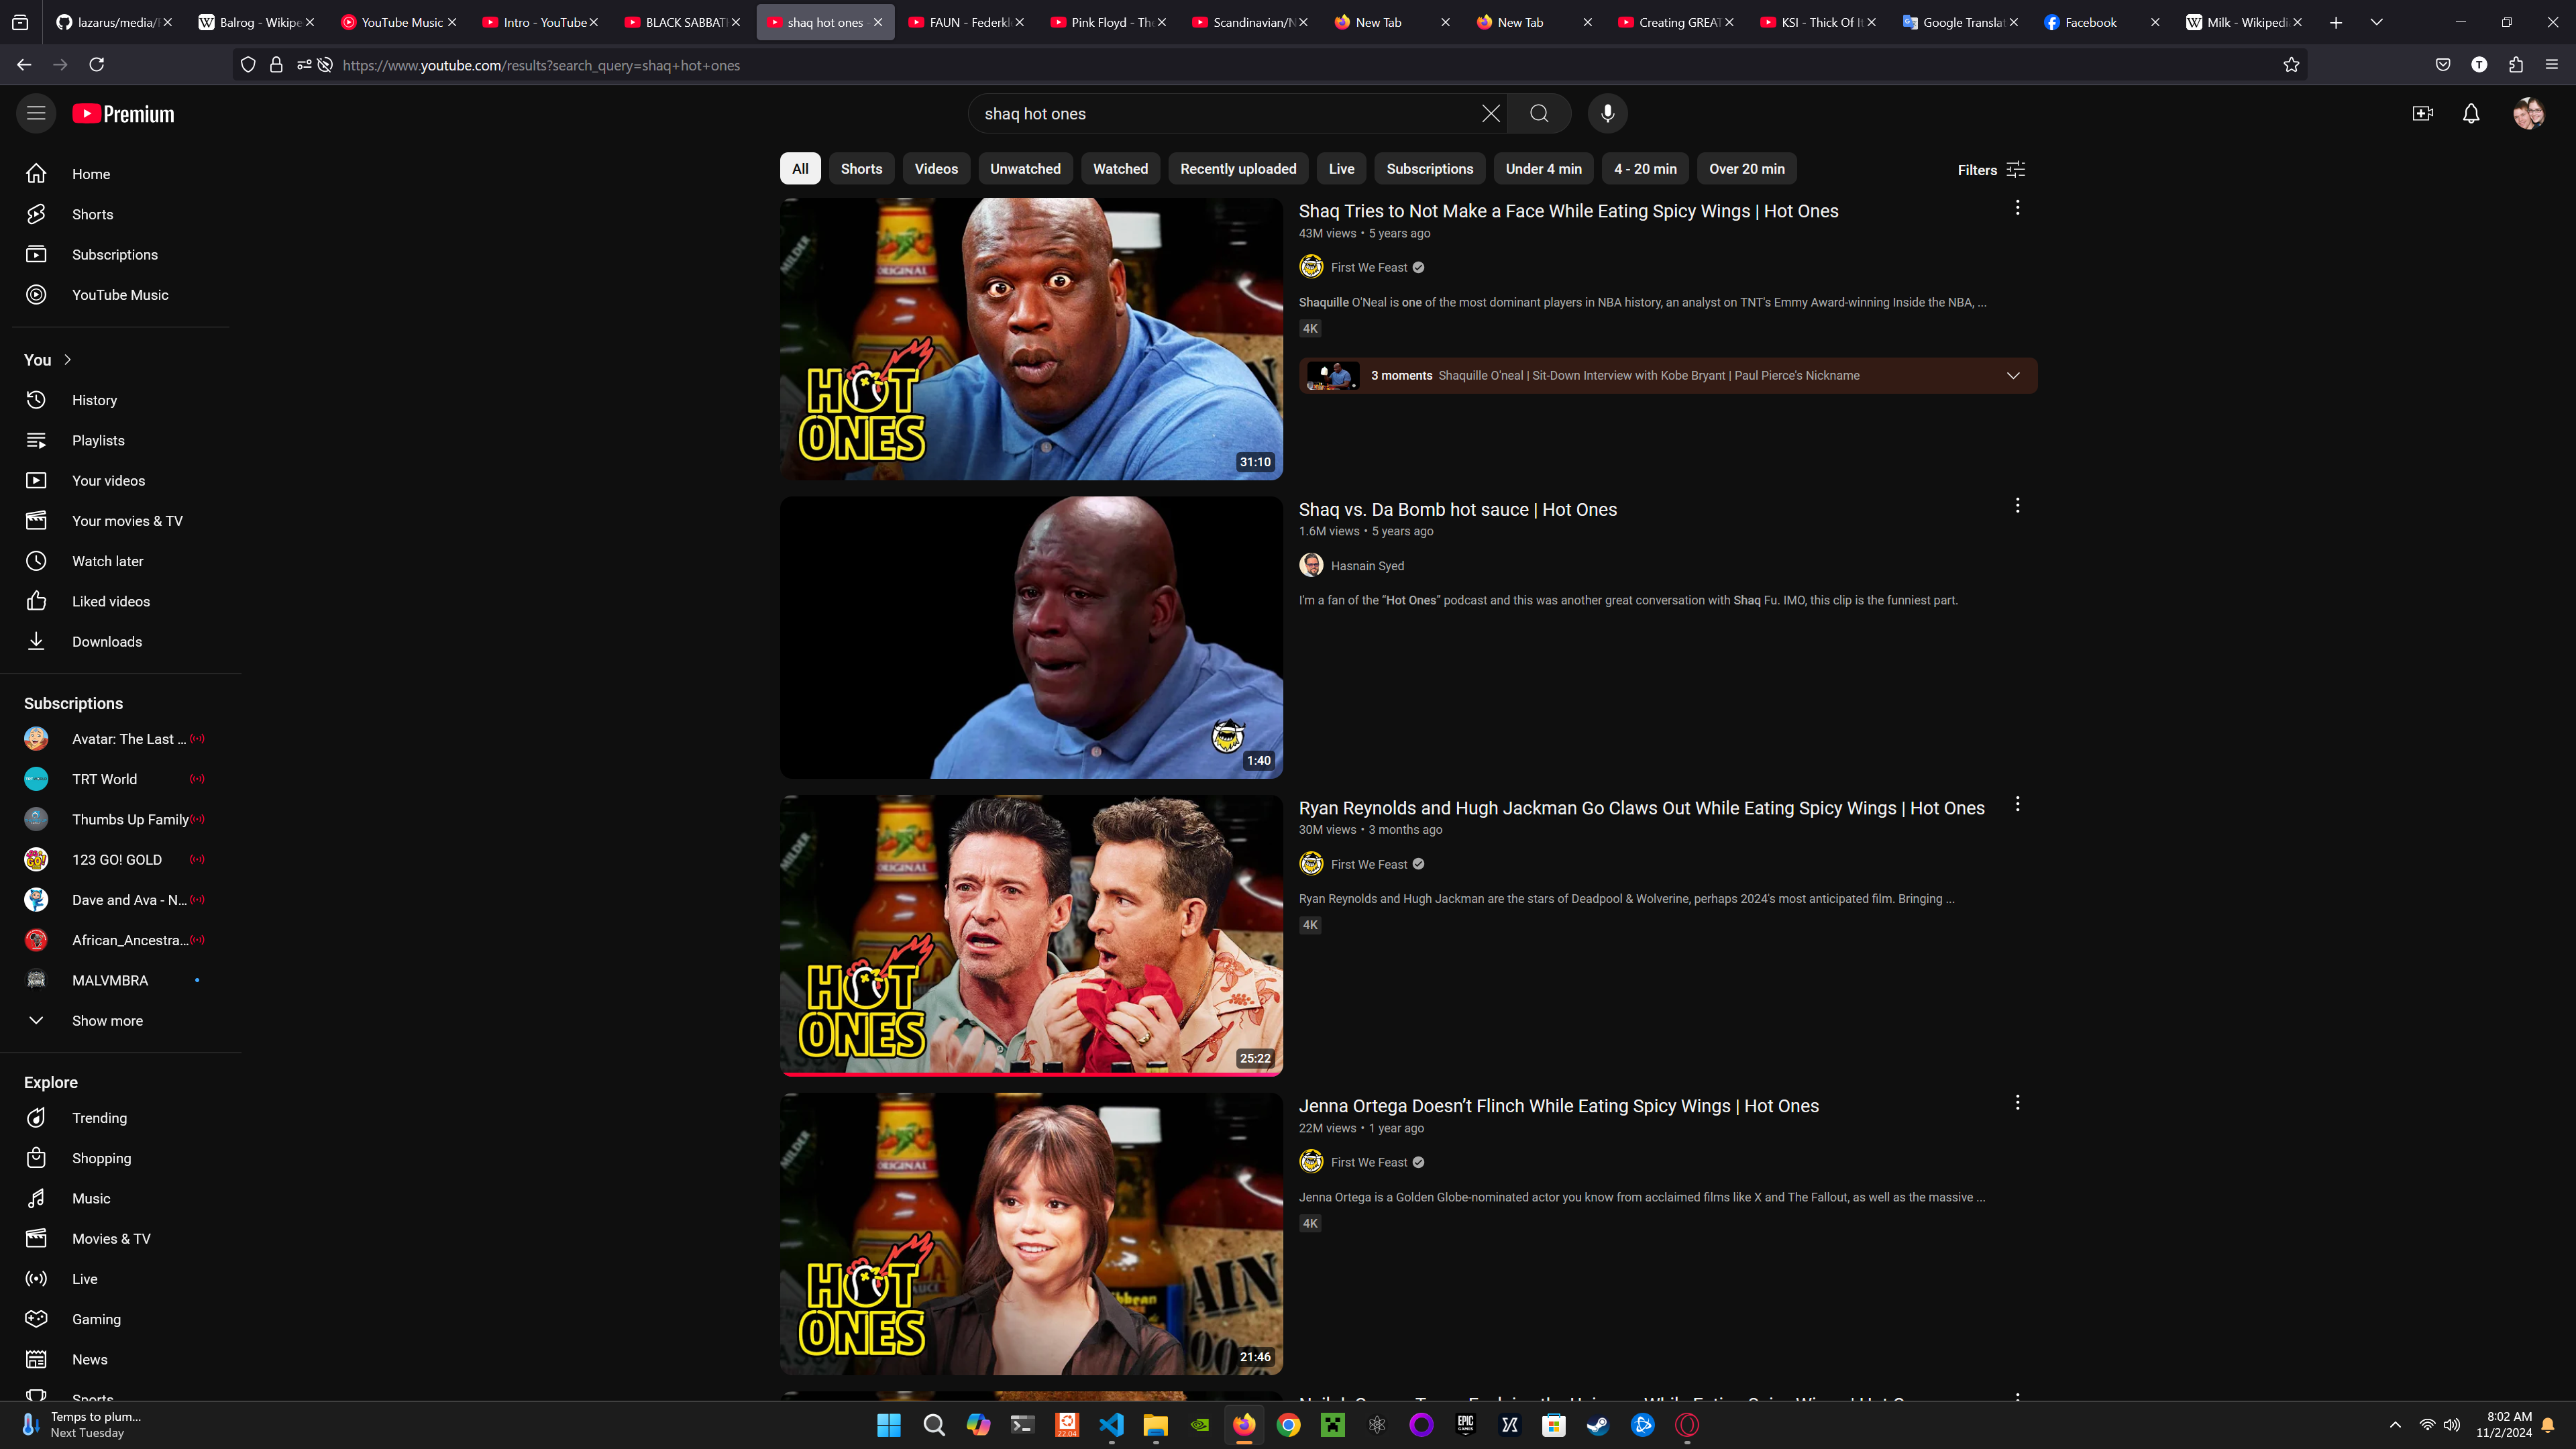 lazarus/media/
Balrog - Wikipe
YouTube Music
Intro - YouTube
BLACK SABBAT
shaq hot ones -
FAUN - Federkl
Pink Floyd - The
Scandinavian/N
New Tab
New Tab
Creating GREAT
KSI - Thick Of It
Google Translat
Facebook
Milk - Wikipedi
https://www.youtube.com/results?search_query=shaq+hot+ones
T
Premium
shaq hot ones
Home
Shorts
Subscriptions
YouTube Music
You
History
Playlists
Your videos
Your movies & TV
Watch later
Liked videos
Downloads
Subscriptions
Avatar: The Last ...
TRT World
Thumbs Up Family
123 GO! GOLD
Dave and Ava - N...
African_Ancestra...
MALVMBRA
Show more
Explore
Trending
Shopping
Music
Movies & TV
Live
Gaming
News
Sports
All
Shorts
Videos
Unwatched
Watched
Recently uploaded
Live
Subscriptions
Under 4 min
4 - 20 min
Over 20 min
Filters
MILDER
ORIGINAL
HOT
ONES
31:10
Shaq Tries to Not Make a Face While Eating Spicy Wings | Hot Ones
43M views • 5 years ago
First We Feast
Shaquille O'Neal is one of the most dominant players in NBA history, an analyst on TNT's Emmy Award-winning Inside the NBA, ...
4K
3 moments Shaquille O'neal | Sit-Down Interview with Kobe Bryant | Paul Pierce's Nickname
1:40
Shaq vs. Da Bomb hot sauce | Hot Ones
1.6M views • 5 years ago
Hasnain Syed
I'm a fan of the “Hot Ones” podcast and this was another great conversation with Shaq Fu. IMO, this clip is the funniest part.
MILDER
ORIGINAL
HOT
ONES
25:22
Ryan Reynolds and Hugh Jackman Go Claws Out While Eating Spicy Wings | Hot Ones
30M views • 3 months ago
First We Feast
Ryan Reynolds and Hugh Jackman are the stars of Deadpool & Wolverine, perhaps 2024's most anticipated film. Bringing ...
4K
MILDER
ORIGINAL
SAUCE
AIN
HOT
ONES
21:46
Jenna Ortega Doesn’t Flinch While Eating Spicy Wings | Hot Ones
22M views • 1 year ago
First We Feast
Jenna Ortega is a Golden Globe-nominated actor you know from acclaimed films like X and The Fallout, as well as the massive ...
4K
Temps to plum...
Next Tuesday
22.04
EPIC
GAMES
8:02 AM
11/2/2024